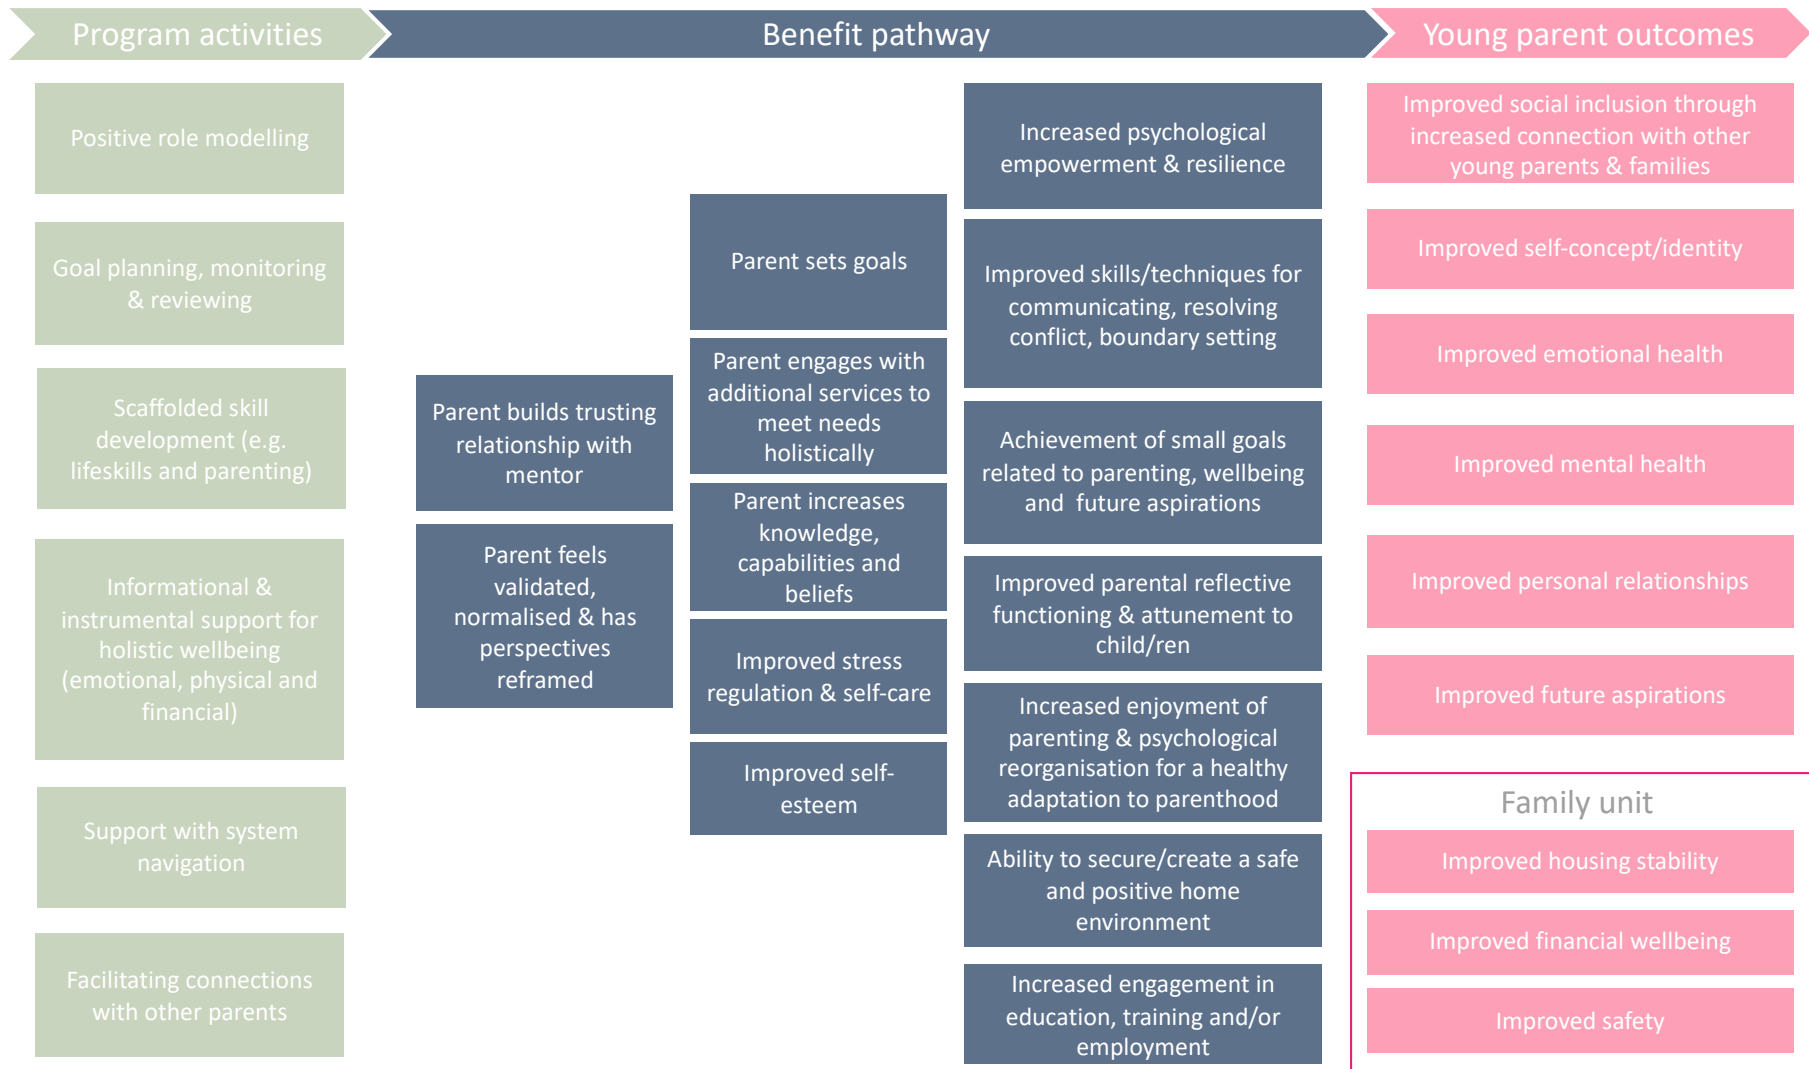 Program activities
Benefit pathway
Young parent outcomes
Positive role modelling
Goal planning, monitoring
& reviewing
Scaffolded skill
development (e.g.
lifeskills and parenting)
Informational &
instrumental support for
holistic wellbeing
(emotional, physical and
financial)
Support with system
navigation
Facilitating connections
with other parents
Parent builds trusting
relationship with
mentor
Parent feels
validated,
normalised & has
perspectives
reframed
Parent sets goals
Parent engages with
additional services to
meet needs
holistically
Parent increases
knowledge,
capabilities and
beliefs
Improved stress
regulation & self-care
Improved self-
esteem
Increased psychological
empowerment & resilience
Improved skills/techniques for
communicating, resolving
conflict, boundary setting
Achievement of small goals
related to parenting, wellbeing
and future aspirations
Improved parental reflective
functioning & attunement to
child/ren
Increased enjoyment of
parenting & psychological
reorganisation for a healthy
adaptation to parenthood
Ability to secure/create a safe
and positive home
environment
Increased engagement in
education, training and/or
employment
Improved social inclusion through
increased connection with other
young parents & families
Improved self-concept/identity
Improved emotional health
Improved mental health
Improved personal relationships
Improved future aspirations
Family unit
Improved housing stability
Improved financial wellbeing
Improved safety